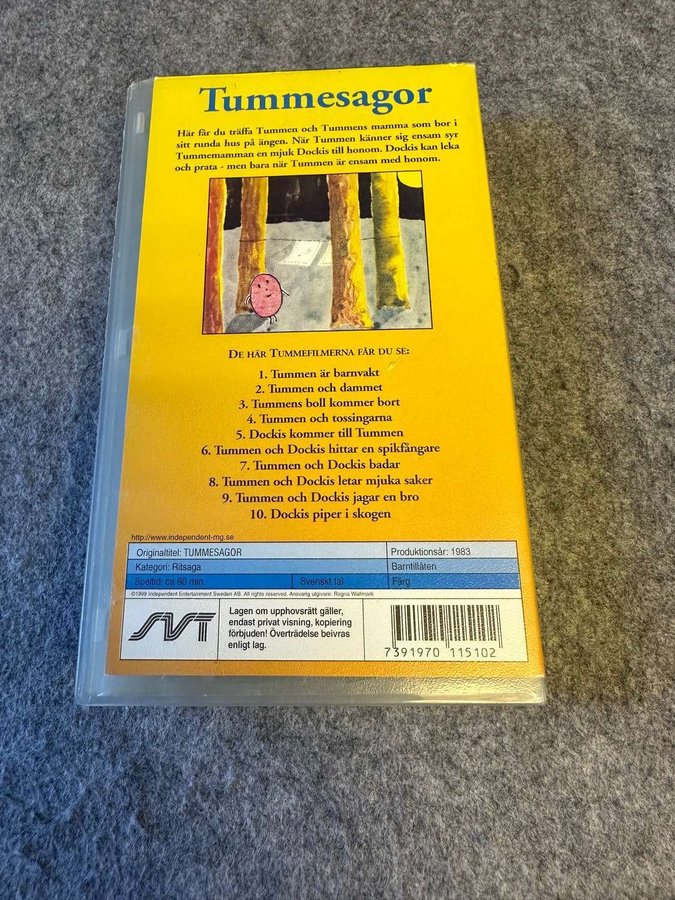 Tummesagor
Här får du träffa Tummen och Tummens mamma som bor i
sitt runda hus på ängen. När Tummen känner sig ensam syr
Tummemamman en mjuk Dockis till honom. Dockis kan leka
och prata - men bara när Tummen är ensam med honom.
DE HÄR TUMMEFILMERNA FÅR DU SE:
1. Tummen är barnvakt
2. Tummen och dammet
3. Tummens boll kommer bort
4. Tummen och tossingarna
5. Dockis kommer till Tummen
6. Tummen och Dockis hittar en spikfångare
7. Tummen och Dockis badar
8. Tummen och Dockis letar mjuka saker
9. Tummen och Dockis jagar en bro
10. Dockis piper i skogen
http://www.independent-mg.se
Originaltitel: TUMMESAGOR Produktionsår: 1983
Kategori: Ritsaga Barntillåten
Speltid: ca 80 min Svenskt tal Färg
©1999 Independent Entertainment Sweden AB. All rights reserved. Ansvarig utgivare: Ragna Wallmark
SVT
Lagen om upphovsrätt gäller,
endast privat visning, kopiering
förbjuden! Överträdelse beivras
enligt lag.
7391970 115102